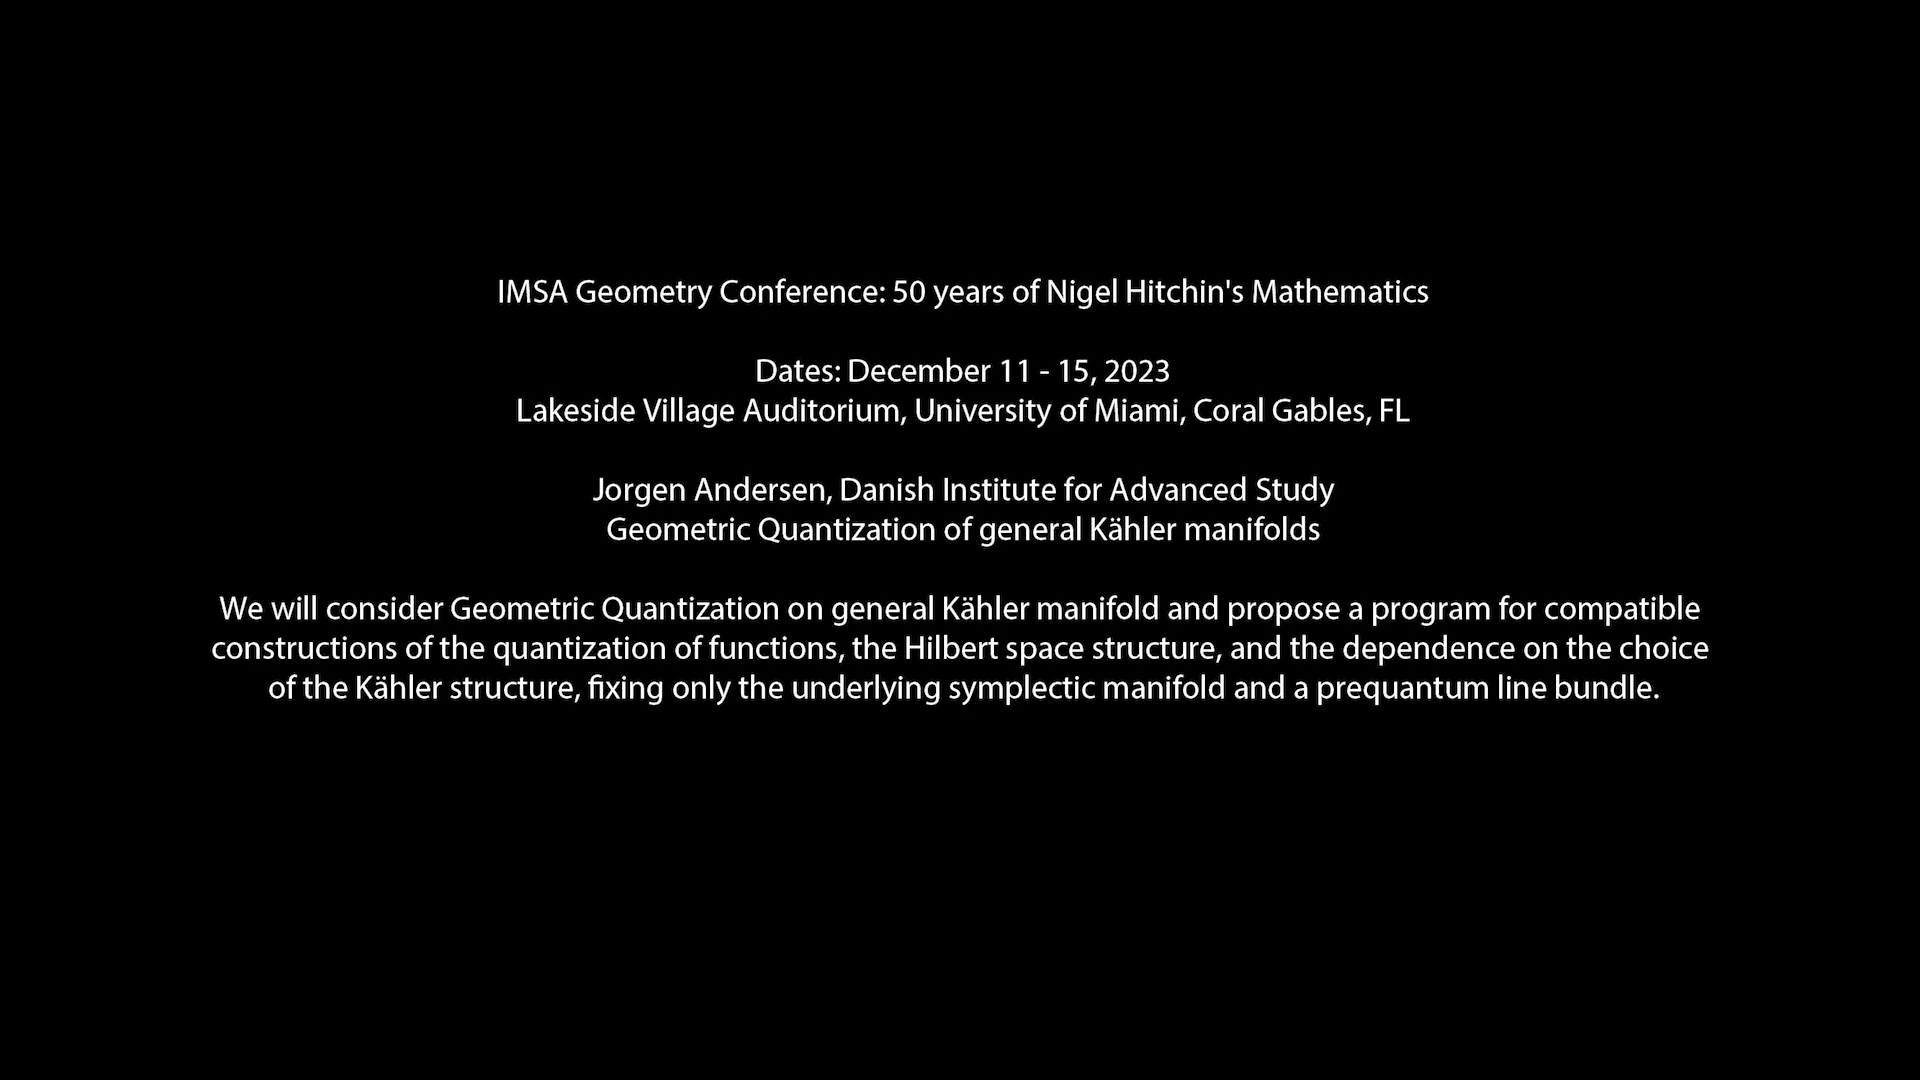 IMSA Geometry Conference: 50 years of Nigel Hitchin's Mathematics
Dates: December 11 - 15, 2023
Lakeside Village Auditorium, University of Miami, Coral Gables, FL
Jorgen Andersen, Danish Institute for Advanced Study
Geometric Quantization of general Kähler manifolds
We will consider Geometric Quantization on general Kähler manifold and propose a program for compatible
constructions of the quantization of functions, the Hilbert space structure, and the dependence on the choice
of the Kähler structure, fixing only the underlying symplectic manifold and a prequantum line bundle.